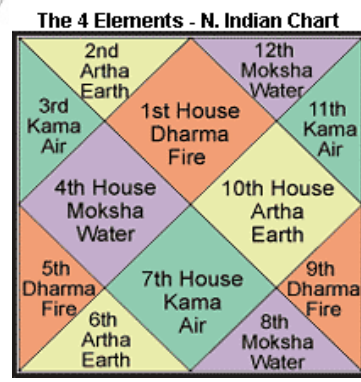 The 4 Elements - N. Indian Chart
2nd
Artha
Earth
12th
Moksha
Water
3rd
Kama
Air
1st House
Dharma
Fire
11th
Kama
Air
4th House
Moksha
Water
10th House
Artha
Earth
5th
Dharma
Fire
7th House
Kama
Air
9th
Dharma
Fire
6th
Artha
Earth
8th
Moksha
Water